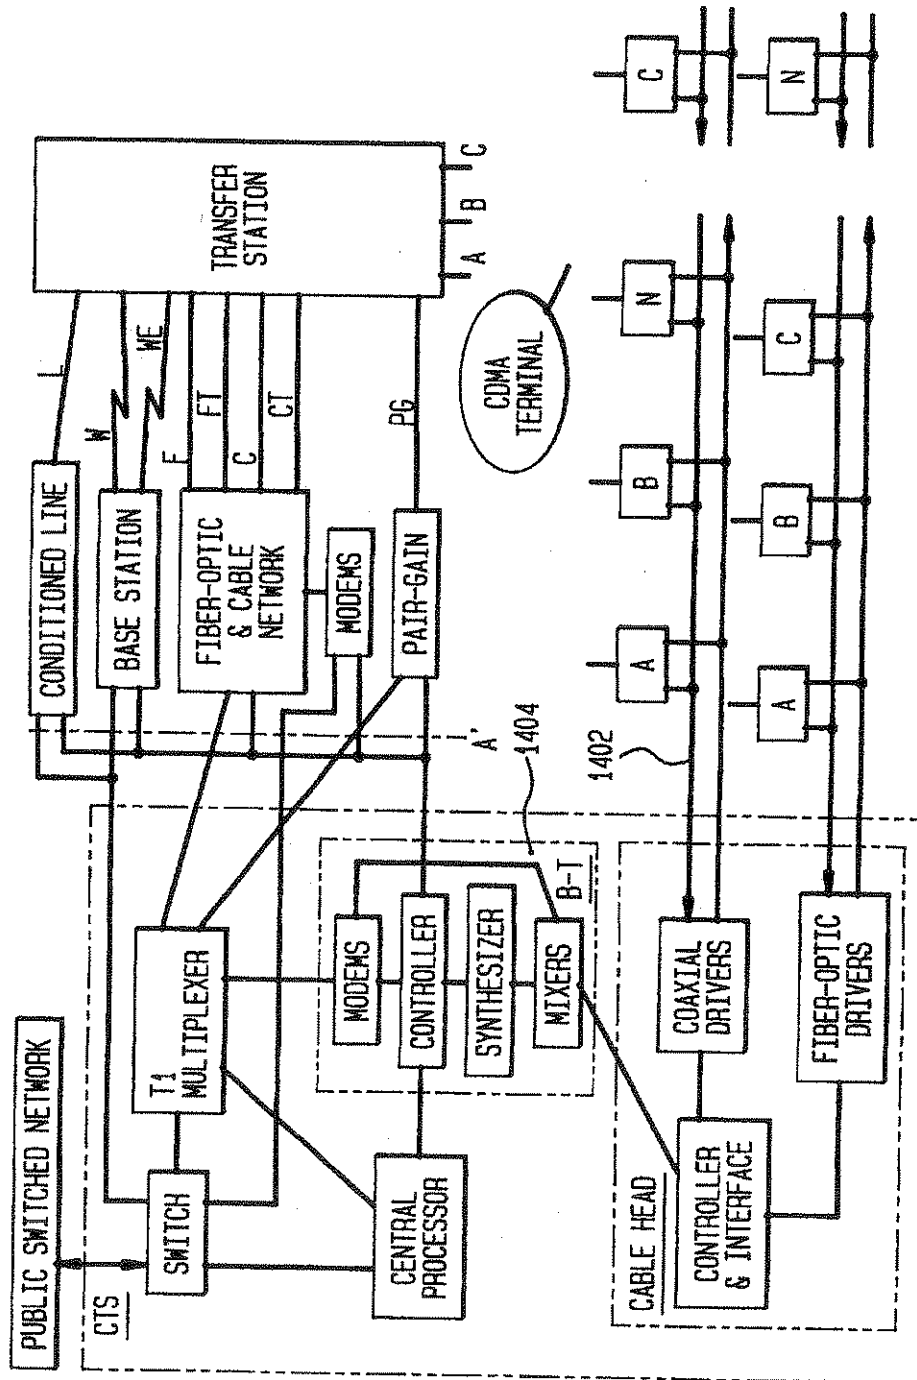 PUBLIC SWITCHED NETWORK
CTS
SWITCH
T1
MULTIPLEXER
CENTRAL
PROCESSOR
MODEMS
CONTROLLER
SYNTHESIZER
MIXERS
B-T
1404
CONDITIONED LINE
BASE STATION
FIBER-OPTIC
& CABLE
NETWORK
MODEMS
PAIR-GAIN
A'
L
W
WE
F
FT
C
CT
PG
TRANSFER
STATION
A
B
C
CDMA
TERMINAL
CABLE HEAD
CONTROLLER
& INTERFACE
COAXIAL
DRIVERS
FIBER-OPTIC
DRIVERS
1402
A
B
N
C
A
B
C
N